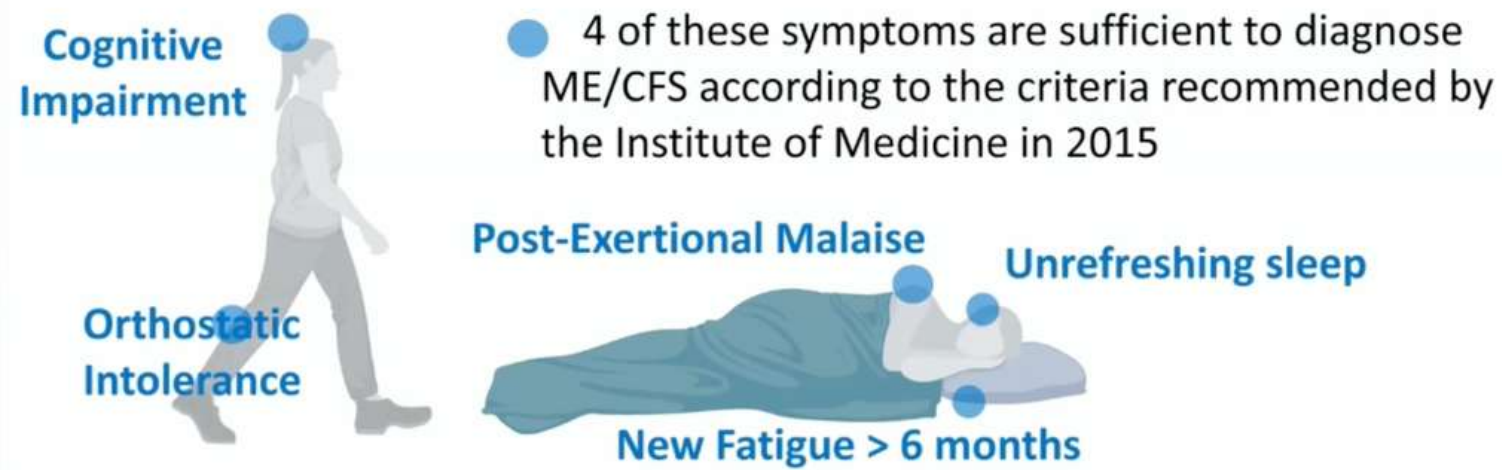 Cognitive
Impairment
4 of these symptoms are sufficient to diagnose
ME/CFS according to the criteria recommended by
the Institute of Medicine in 2015
Post-Exertional Malaise
Unrefreshing sleep
Orthostatic
Intolerance
New Fatigue > 6 months